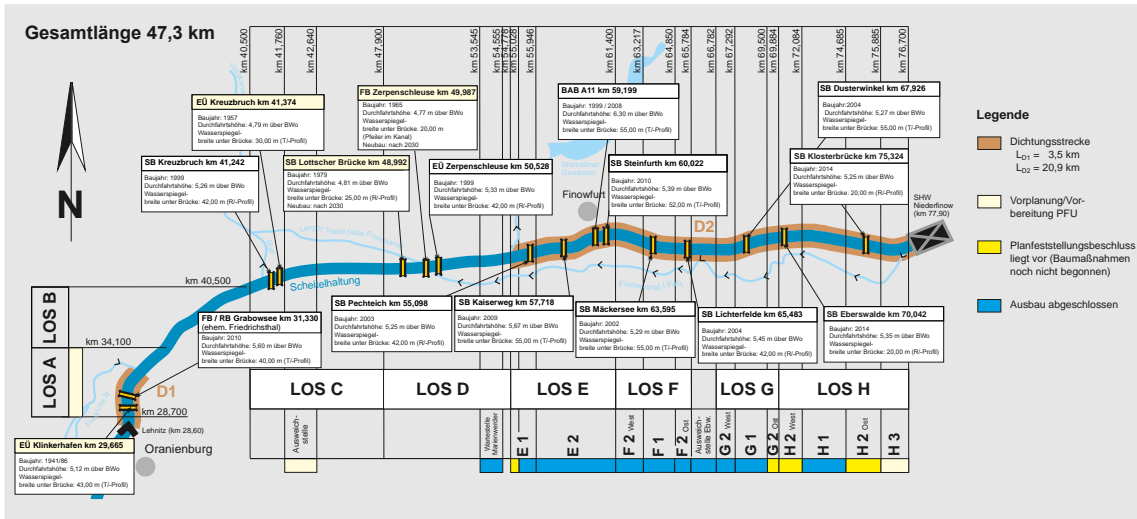 Gesamtlänge 47,3 km
km 40,500
km 41,760
km 42,640
km 47,900
km 53,545
km 54,555
km 54,778
km 55,028
km 55,946
km 61,400
km 63,217
km 64,850
km 65,784
km 66,782
km 67,292
km 69,500
km 69,884
km 72,084
km 74,685
km 75,885
km 76,700
N
EÜ Kreuzbruch km 41,374
Baujahr: 1957
Durchfahrtshöhe: 4,79 m über BWo
Wasserspiegel-
breite unter Brücke: 30,00 m (T/-Profil)
FB Zerpenschleuse km 49,987
Baujahr: 1965
Durchfahrtshöhe: 4,77 m über BWo
Wasserspiegel-
breite unter Brücke: 20,00 m
(Pfeiler im Kanal)
Neubau: nach 2030
BAB A11 km 59,199
Baujahr: 1999 / 2008
Durchfahrtshöhe: 6,30 m über BWo
Wasserspiegel-
breite unter Brücke: 55,00 m (T/-Profil)
SB Dusterwinkel km 67,926
Baujahr:2004
Durchfahrtshöhe: 5,27 m über BWo
Wasserspiegel-
breite unter Brücke: 55,00 m (T/-Profil)
SB Kreuzbruch km 41,242
Baujahr: 1999
Durchfahrtshöhe: 5,26 m über BWo
Wasserspiegel-
breite unter Brücke: 42,00 m (R/-Profil)
SB Lottscher Brücke km 48,992
Baujahr: 1979
Durchfahrtshöhe: 4,81 m über BWo
Wasserspiegel-
breite unter Brücke: 25,00 m (R/-Profil)
Neubau: nach 2030
EÜ Zerpenschleuse km 50,528
Baujahr: 1999
Durchfahrtshöhe: 5,33 m über BWo
Wasserspiegel-
breite unter Brücke: 42,00 m (R/-Profil)
SB Steinfurth km 60,022
Baujahr: 2010
Durchfahrtshöhe: 5,39 m über BWo
Wasserspiegel-
breite unter Brücke: 52,00 m (T/-Profil)
SB Klosterbrücke km 75,324
Baujahr: 2014
Durchfahrtshöhe: 5,25 m über BWo
Wasserspiegel-
breite unter Brücke: 20,00 m (R/-Profil)
Werbelliner
Gewässer
Finowfurt
SHW
Niederfinow
(km 77,90)
D2
Scheitelhaltung
km 40,500
LOS B
LOS A
km 34,100
D1
km 28,700
Lehnitz (km 28,60)
Oranienburg
FB / RB Grabowsee km 31,330
(ehem. Friedrichsthal)
Baujahr: 2010
Durchfahrtshöhe: 5,60 m über BWo
Wasserspiegel-
breite unter Brücke: 40,00 m (T/-Profil)
EÜ Klinkerhafen km 29,665
Baujahr: 1941/86
Durchfahrtshöhe: 5,12 m über BWo
Wasserspiegel-
breite unter Brücke: 43,00 m (T/-Profil)
SB Pechteich km 55,098
Baujahr: 2003
Durchfahrtshöhe: 5,25 m über BWo
Wasserspiegel-
breite unter Brücke: 42,00 m (R/-Profil)
SB Kaiserweg km 57,718
Baujahr: 2009
Durchfahrtshöhe: 5,67 m über BWo
Wasserspiegel-
breite unter Brücke: 55,00 m (T/-Profil)
SB Mäckersee km 63,595
Baujahr: 2002
Durchfahrtshöhe: 5,29 m über BWo
Wasserspiegel-
breite unter Brücke: 55,00 m (T/-Profil)
SB Lichterfelde km 65,483
Baujahr: 2004
Durchfahrtshöhe: 5,45 m über BWo
Wasserspiegel-
breite unter Brücke: 42,00 m (R/-Profil)
SB Eberswalde km 70,042
Baujahr: 2014
Durchfahrtshöhe: 5,35 m über BWo
Wasserspiegel-
breite unter Brücke: 20,00 m (R/-Profil)
LOS C
LOS D
LOS E
LOS F
LOS G
LOS H
Ausweich-
stelle
Wartestelle
Marienwerder
E 1
E 2
F 2 West
F 1
F 2 Ost
Ausweich-
stelle Ebw.
G 2 West
G 1
G 2 Ost
H 2 West
H 1
H 2 Ost
H 3
Legende
Dichtungsstrecke
LD1 = 3,5 km
LD2 = 20,9 km
Vorplanung/Vor-
bereitung PFU
Planfeststellungsbeschluss
liegt vor (Baumaßnahmen
noch nicht begonnen)
Ausbau abgeschlossen